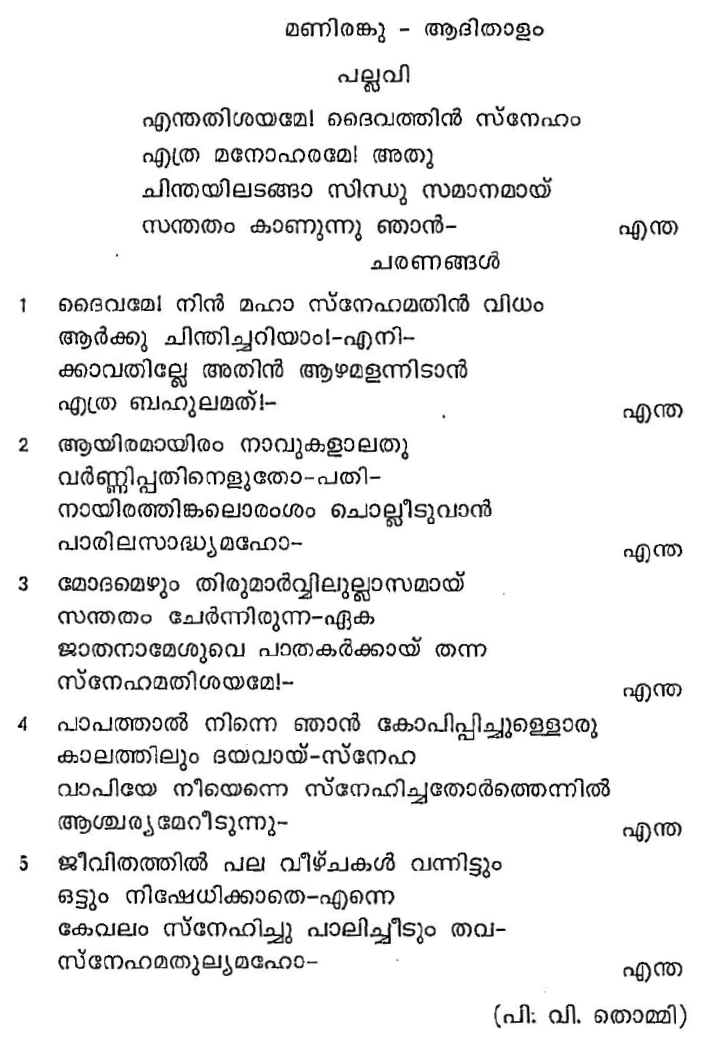 മണിരങ്കു – ആദിതാളം
പല്ലവി
എന്തതിശയമേ! ദൈവത്തിൻ സ്നേഹം
എത്ര മനോഹരമേ! അതു
ചിന്തയിലടങ്ങാ സിന്ധു സമാനമായ്
സന്തതം കാണുന്നു ഞാൻ– എന്ത
ചരണങ്ങൾ
1 ദൈവമേ! നിൻ മഹാ സ്നേഹമതിൻ വിധം
ആർക്കു ചിന്തിച്ചറിയാം!–എനി–
ക്കാവതില്ലേ അതിൻ ആഴമളന്നിടാൻ
എത്ര ബഹുലമത്!– എന്ത
2 ആയിരമായിരം നാവുകളാലതു
വർണ്ണിപ്പതിനെളുതോ–പതി–
നായിരത്തിങ്കലൊരംശം ചൊല്ലീടുവാൻ
പാരിലസാദ്ധ്യമഹോ– എന്ത
3 മോദമെഴും തിരുമാർവ്വിലുല്ലാസമായ്
സന്തതം ചേർന്നിരുന്ന–ഏക
ജാതനാമേശുവെ പാതകർക്കായ് തന്ന
സ്നേഹമതിശയമേ!– എന്ത
4 പാപത്താൽ നിന്നെ ഞാൻ കോപിപ്പിച്ചുള്ളൊരു
കാലത്തിലും ദയവായ്–സ്നേഹ
വാപിയേ നീയെന്നെ സ്നേഹിച്ചതോർത്തെന്നിൽ
ആശ്ചര്യമേറീടുന്നു– എന്ത
5 ജീവിതത്തിൽ പല വീഴ്ചകൾ വന്നിട്ടും
ഒട്ടും നിഷേധിക്കാതെ–എന്നെ
കേവലം സ്നേഹിച്ചു പാലിച്ചീടും തവ–
സ്നേഹമതുല്യമഹോ– എന്ത
(പി. വി. തൊമ്മി)